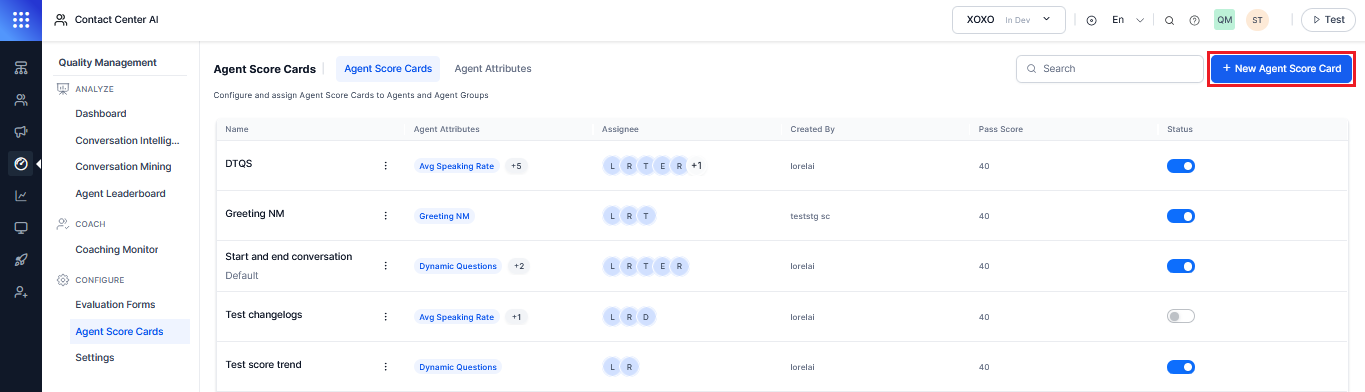 Contact Center AI
XOXO In Dev
En
QM
ST
Test
Quality Management
ANALYZE
Dashboard
Conversation Intellig...
Conversation Mining
Agent Leaderboard
COACH
Coaching Monitor
CONFIGURE
Evaluation Forms
Agent Score Cards
Settings
Agent Score Cards
Agent Score Cards
Agent Attributes
Search
+ New Agent Score Card
Configure and assign Agent Score Cards to Agents and Agent Groups
Name Agent Attributes Assignee Created By Pass Score Status
DTQS Avg Speaking Rate +5 L R T E R +1 lorelai 40
Greeting NM Greeting NM L R T teststg sc 40
Start and end conversation Dynamic Questions +2 L R T E R lorelai 40
Default
Test changelogs Avg Speaking Rate +1 L R D lorelai 40
Test score trend Dynamic Questions L R lorelai 40